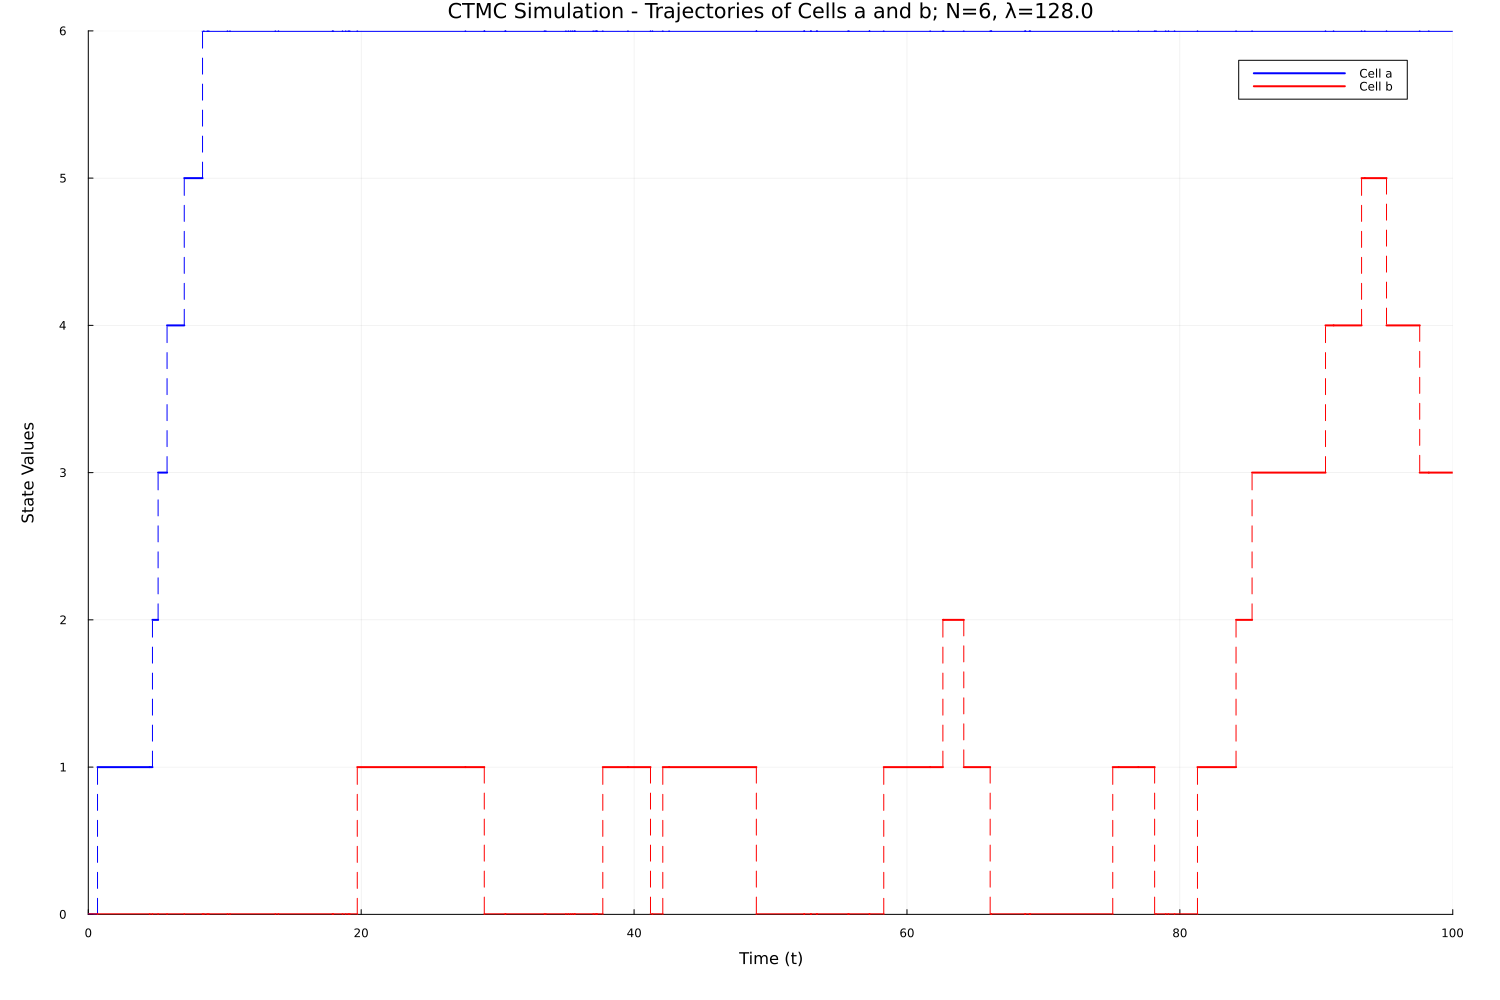 CTMC Simulation - Trajectories of Cells a and b; N=6, λ=128.0
6
Cell a
Cell b
5
4
State Values
3
2
1
0
0 20 40 60 80 100
Time (t)